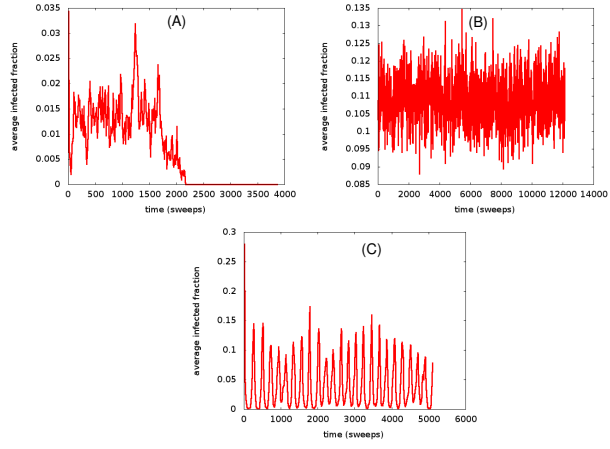 (A)
average infected fraction
0.035
0.03
0.025
0.02
0.015
0.01
0.005
0
0 500 1000 1500 2000 2500 3000 3500 4000
time (sweeps)
(B)
average infected fraction
0.135
0.13
0.125
0.12
0.115
0.11
0.105
0.1
0.095
0.09
0.085
0 2000 4000 6000 8000 10000 12000 14000
time (sweeps)
(C)
average infected fraction
0.3
0.25
0.2
0.15
0.1
0.05
0
0 1000 2000 3000 4000 5000 6000
time (sweeps)